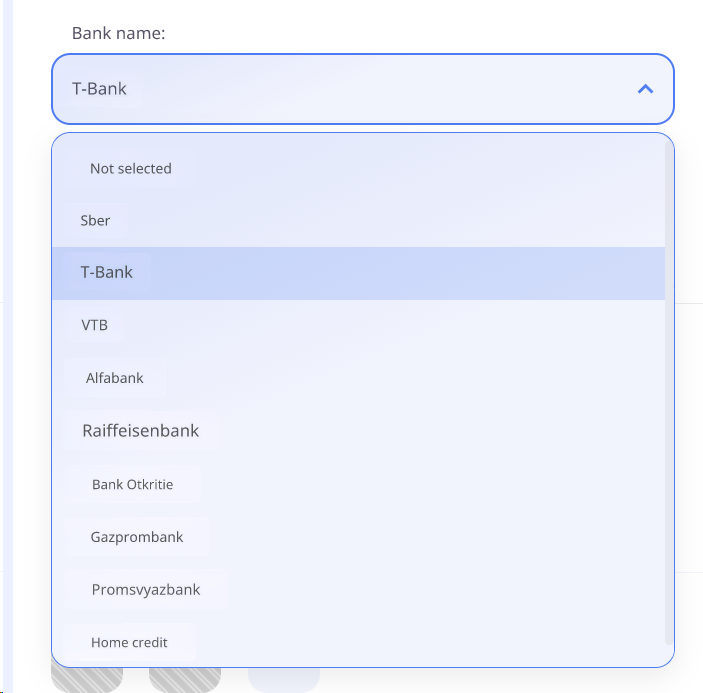 Bank name:
T-Bank
Not selected
Sber
T-Bank
VTB
Alfabank
Raiffeisenbank
Bank Otkritie
Gazprombank
Promsvyazbank
Home credit